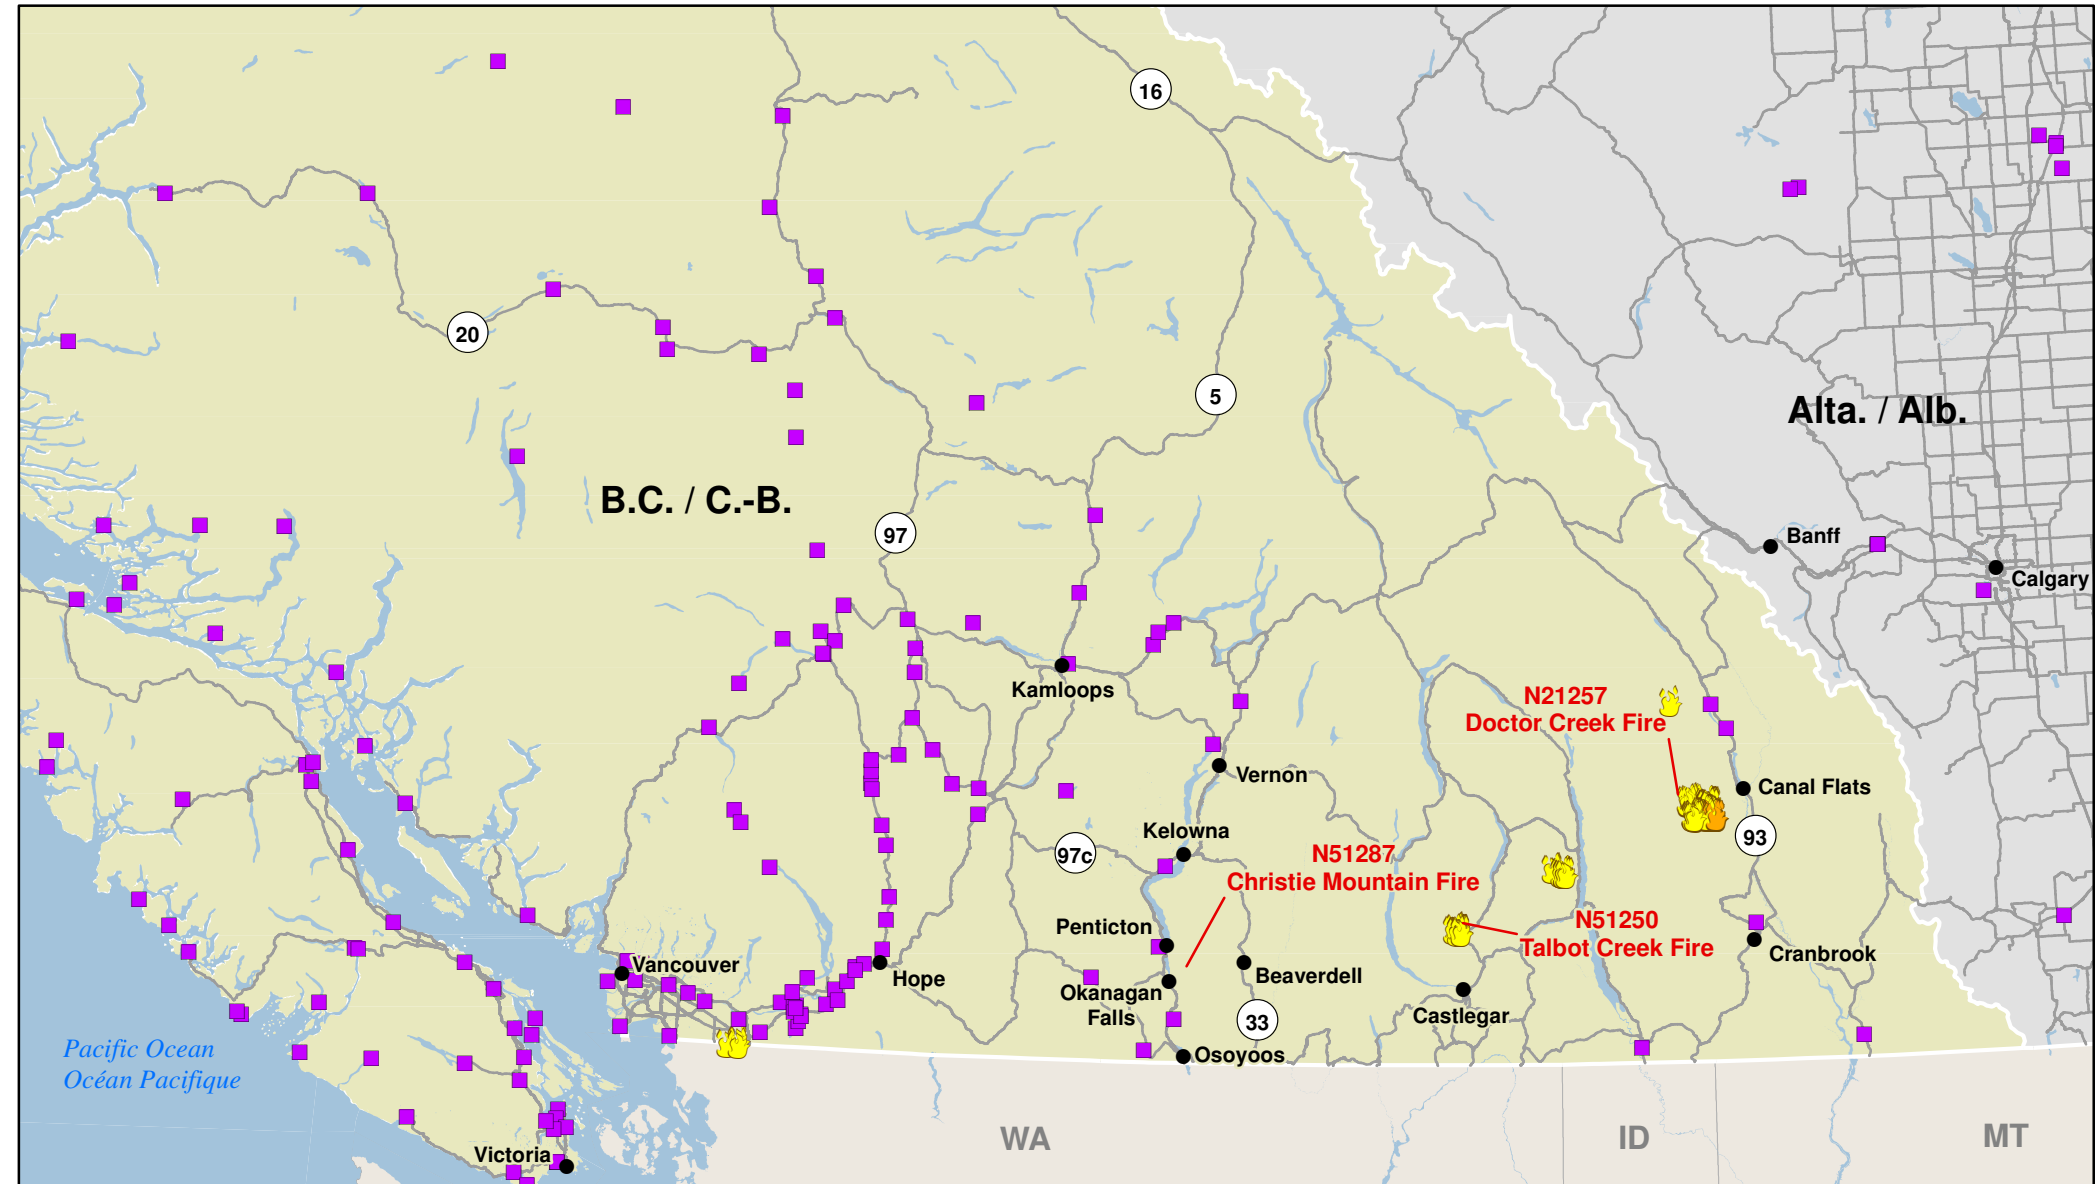 16
20
5
Alta. / Alb.
B.C. / C.-B.
97
Banff
Calgary
Kamloops
N21257
Doctor Creek Fire
Vernon
Canal Flats
Kelowna
93
97c
N51287
Christie Mountain Fire
Penticton
N51250
Talbot Creek Fire
Cranbrook
Vancouver
Hope
Beaverdell
Okanagan
Falls
33
Castlegar
Osoyoos
Pacific Ocean
Océan Pacifique
WA
ID
MT
Victoria